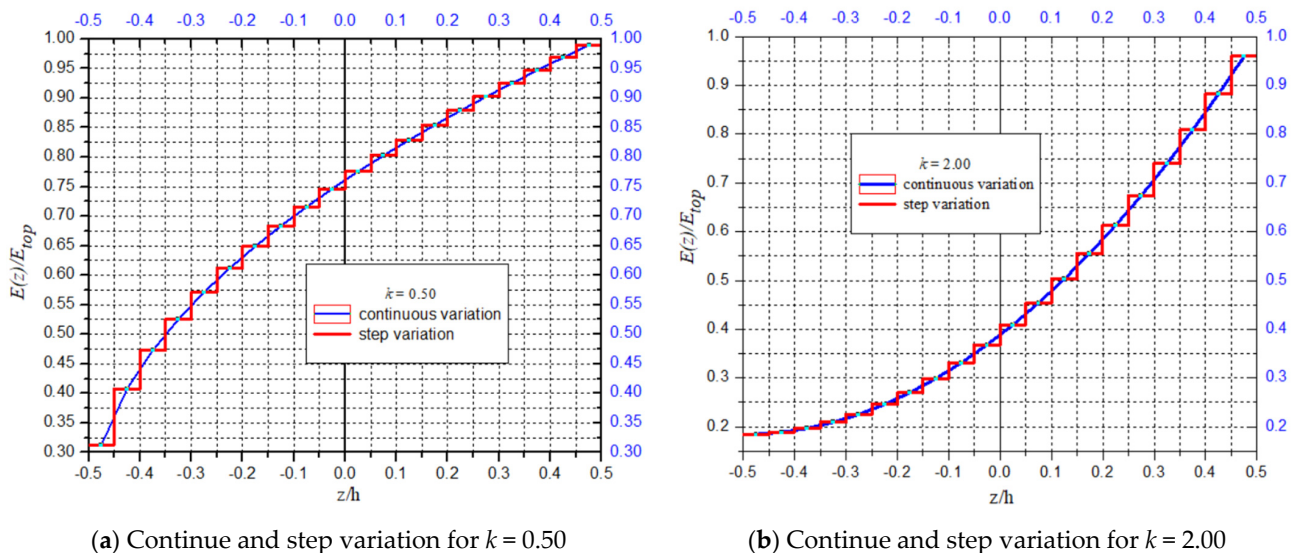 -0.5 -0.4 -0.3 -0.2 -0.1 0.0 0.1 0.2 0.3 0.4 0.5
1.00 1.00
0.95 0.95
0.90 0.90
0.85 0.85
0.80 0.80
0.75 0.75
0.70 0.70
0.65 0.65
0.60 0.60
0.55 0.55
0.50 0.50
0.45 0.45
0.40 0.40
0.35 0.35
0.30 0.30
E(z)/Etop
k = 0.50
continuous variation
step variation
-0.5 -0.4 -0.3 -0.2 -0.1 0.0 0.1 0.2 0.3 0.4 0.5
z/h
(a) Continue and step variation for k = 0.50
-0.5 -0.4 -0.3 -0.2 -0.1 0.0 0.1 0.2 0.3 0.4 0.5
1.0 1.0
0.9 0.9
0.8 0.8
0.7 0.7
0.6 0.6
0.5 0.5
0.4 0.4
0.3 0.3
0.2 0.2
E(z)/Etop
k = 2.00
continuous variation
step variation
-0.5 -0.4 -0.3 -0.2 -0.1 0.0 0.1 0.2 0.3 0.4 0.5
z/h
(b) Continue and step variation for k = 2.00